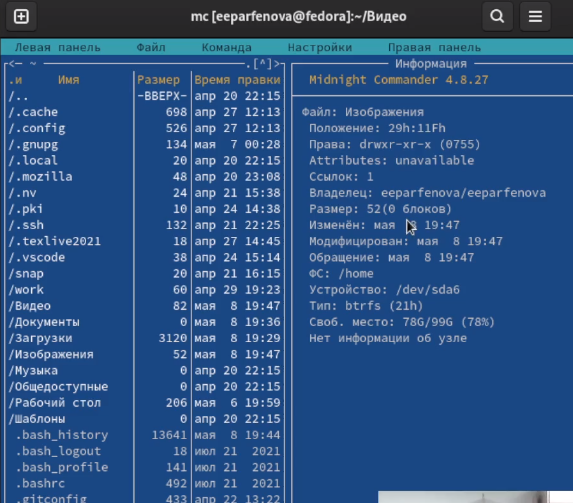 mc [eeparfenova@fedora]:~/Видео
Левая панель Файл Команда Настройки Правая панель
<— ~ .[^]>
.и Имя Размер Время правки
/.. -ВВЕРХ- апр 20 22:15
/.cache 698 апр 27 12:13
/.config 526 апр 27 12:13
/.gnupg 134 мая 7 00:28
/.local 20 апр 20 22:15
/.mozilla 48 апр 20 23:08
/.nv 24 апр 21 15:38
/.pki 10 апр 24 14:38
/.ssh 132 апр 21 22:25
/.texlive2021 18 апр 27 14:45
/.vscode 38 апр 24 15:14
/snap 20 апр 21 16:15
/work 60 апр 29 19:23
/Видео 82 мая 8 19:47
/Документы 0 мая 8 19:36
/Загрузки 3120 мая 8 19:29
/Изображения 52 мая 8 19:47
/Музыка 0 апр 20 22:15
/Общедоступные 0 апр 20 22:15
/Рабочий стол 206 мая 6 19:59
/Шаблоны 0 апр 20 22:15
.bash_history 13641 мая 8 19:44
.bash_logout 18 июл 21 2021
.bash_profile 141 июл 21 2021
.bashrc 492 июл 21 2021
.gitconfig 433 апр 22 13:22
Информация
Midnight Commander 4.8.27
Файл: Изображения
Положение: 29h:11Fh
Права: drwxr-xr-x (0755)
Attributes: unavailable
Ссылок: 1
Владелец: eeparfenova/eeparfenova
Размер: 52(0 блоков)
Изменён: мая 8 19:47
Модифицирован: мая 8 19:47
Обращение: мая 8 19:47
ФС: /home
Устройство: /dev/sda6
Тип: btrfs (21h)
Своб. место: 78G/99G (78%)
Нет информации об узле